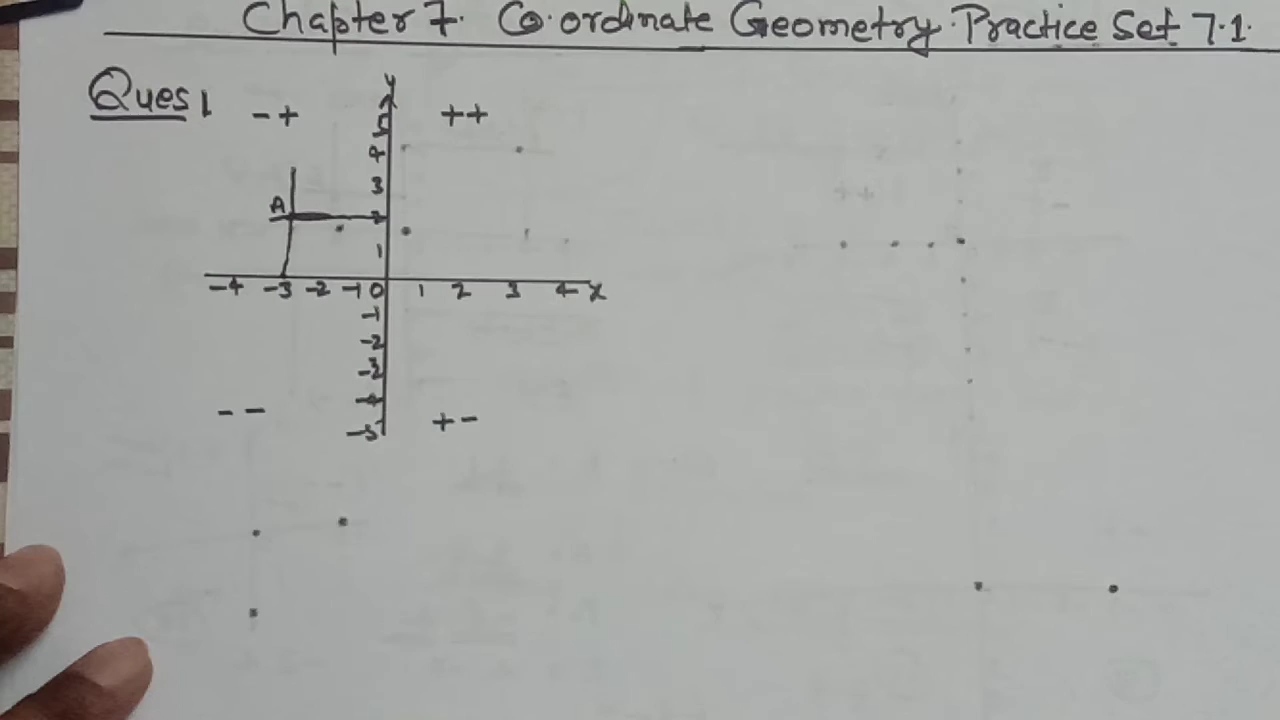 Chapter 7. Co-ordinate Geometry. Practice Set 7.1.
Ques 1
- + y + +
5
4
3
A 2
1
-4 -3 -2 -1 0 1 2 3 4 x
-1
-2
-3
-4
- - + -
-5